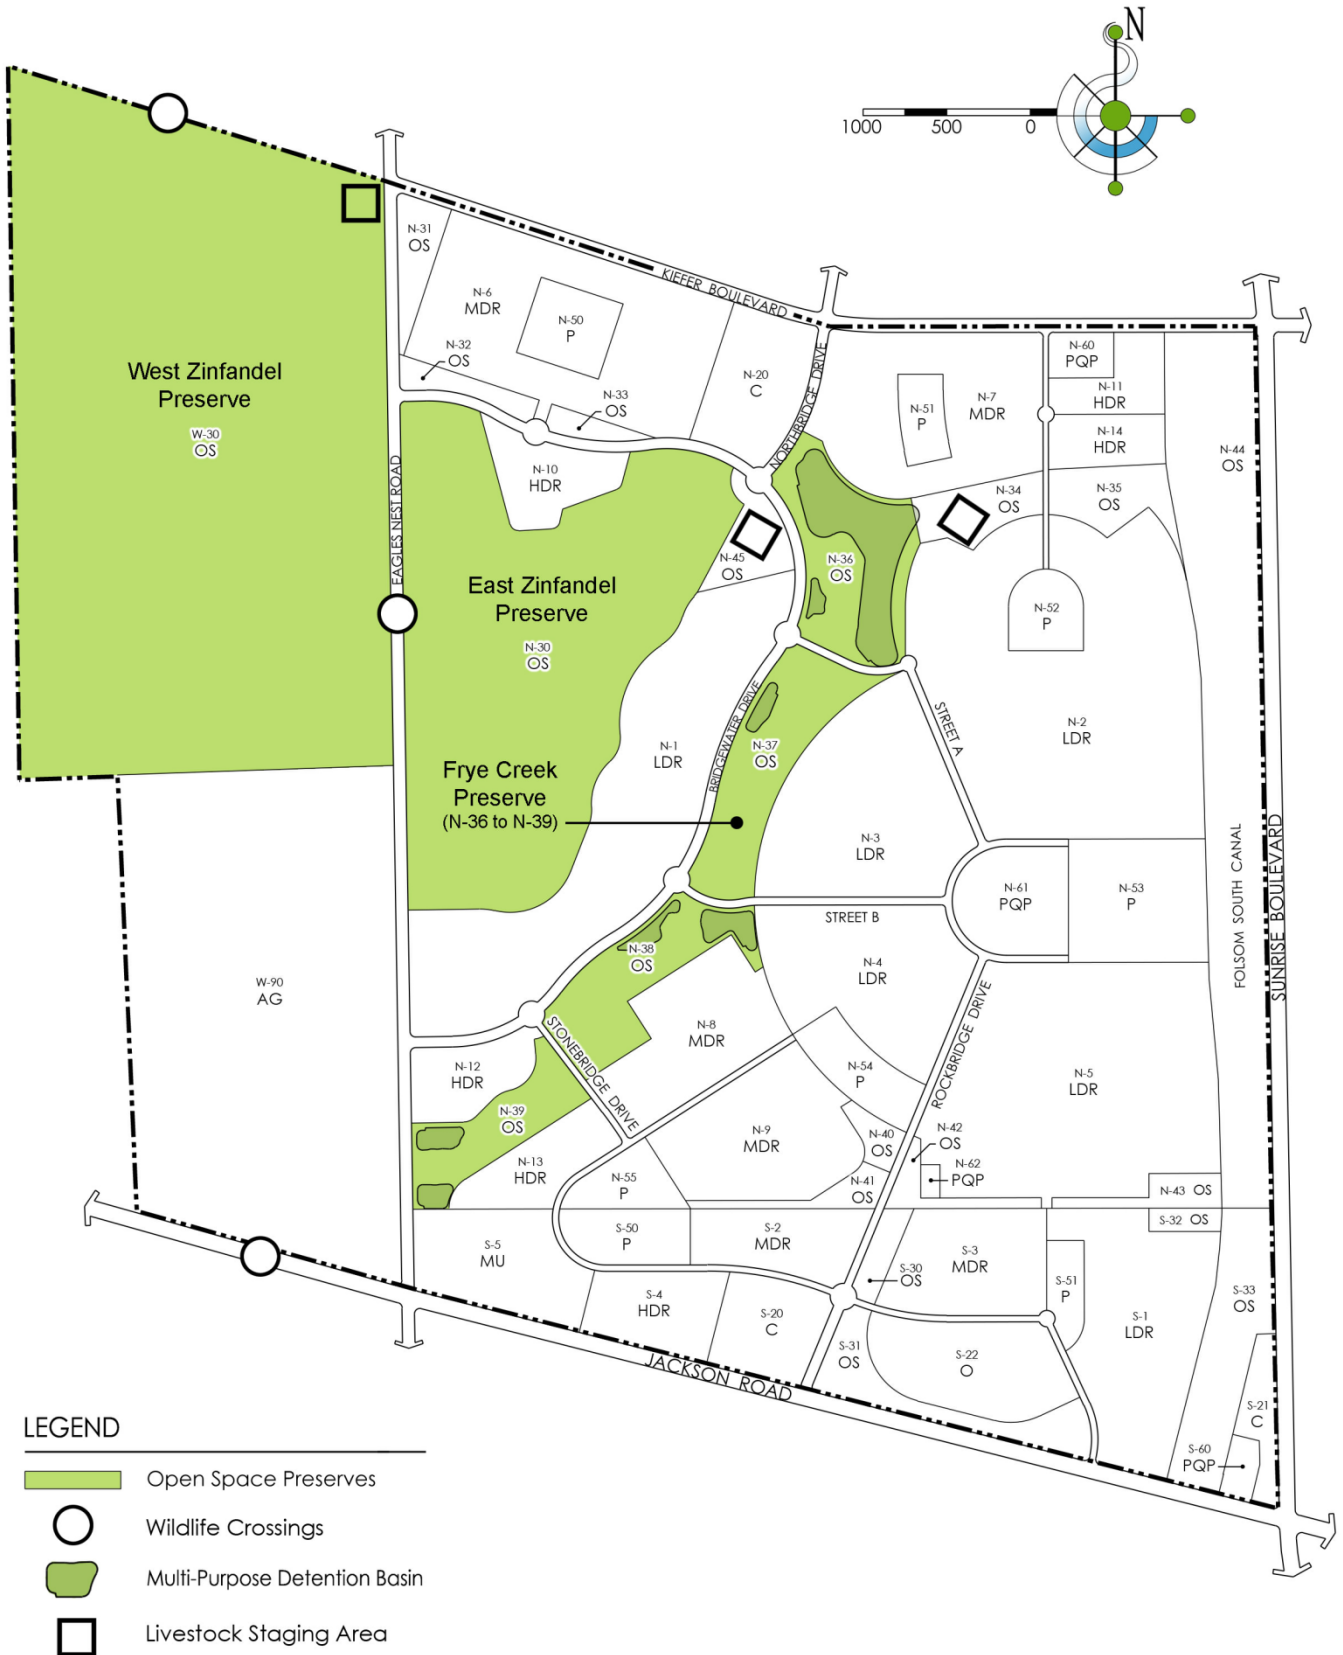 N
1000 500 0
N-31
OS
KIEFER BOULEVARD
N-6
MDR
N-50
P
N-32
OS
N-33
OS
N-20
C
NORTHBRIDGE DRIVE
N-60
PQP
N-11
HDR
N-7
MDR
N-51
P
N-14
HDR
N-44
OS
West Zinfandel
Preserve
W-30
OS
EAGLES NEST ROAD
N-10
HDR
N-34
OS
N-35
OS
N-45
OS
N-36
OS
East Zinfandel
Preserve
N-30
OS
N-52
P
N-1
LDR
BRIDGEWATER DRIVE
N-37
OS
STREET A
N-2
LDR
Frye Creek
Preserve
(N-36 to N-39)
N-3
LDR
N-61
PQP
N-53
P
STREET B
FOLSOM SOUTH CANAL
SUNRISE BOULEVARD
N-38
OS
N-4
LDR
W-90
AG
N-8
MDR
STONEBRIDGE DRIVE
ROCKBRIDGE DRIVE
N-12
HDR
N-54
P
N-5
LDR
N-39
OS
N-9
MDR
N-40
OS
N-42
OS
N-13
HDR
N-55
P
N-41
OS
N-62
PQP
N-43 OS
S-32 OS
S-5
MU
S-50
P
S-2
MDR
S-30
OS
S-3
MDR
S-51
P
S-33
OS
S-4
HDR
S-20
C
S-1
LDR
S-31
OS
S-22
O
JACKSON ROAD
S-21
C
S-60
PQP
LEGEND
Open Space Preserves
Wildlife Crossings
Multi-Purpose Detention Basin
Livestock Staging Area